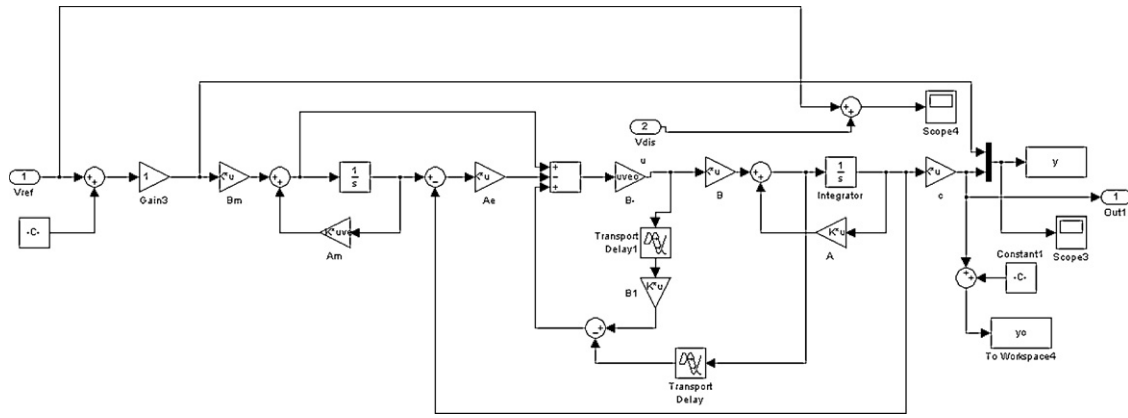 Scope4
2
Vdis
u
1
Vref
1
Gain3
Bm
1
s
Ae
B-
u
B
1
s
Integrator
u
c
y
1
Out1
-C-
Am
A
Transport
Delay1
B1
Constant1
-C-
Scope3
yo
To Workspace4
Transport
Delay